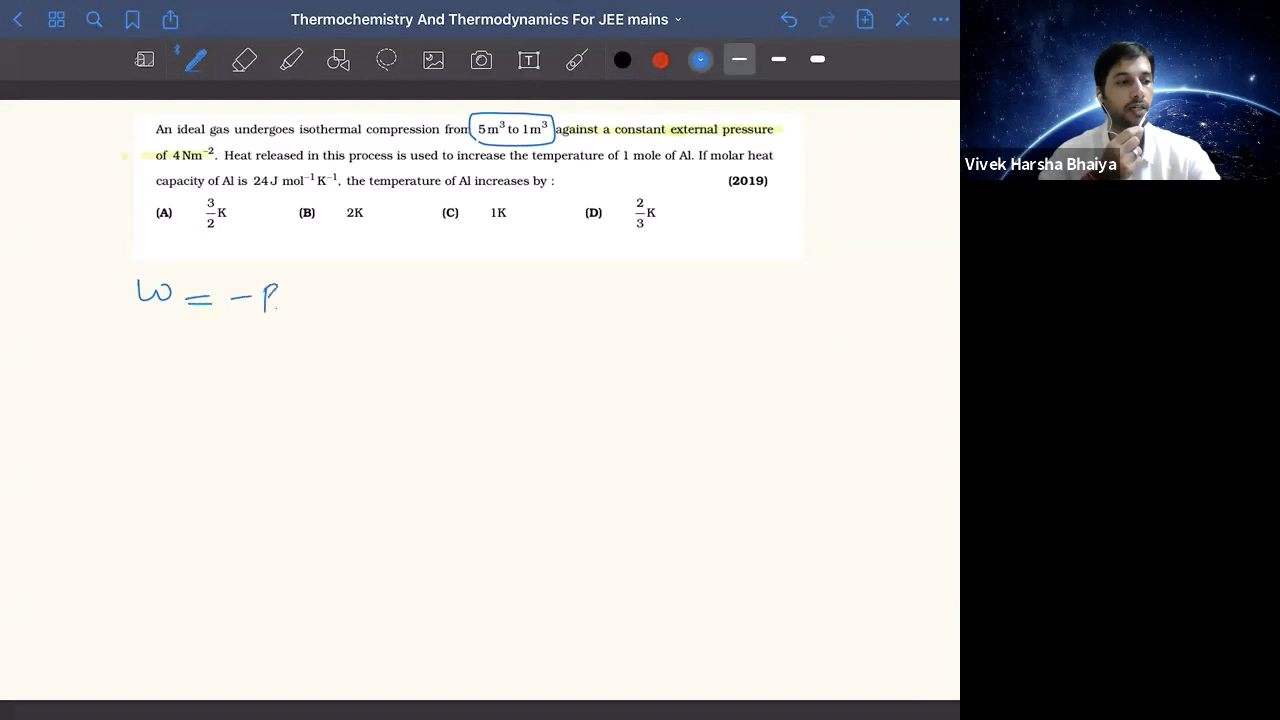 Thermochemistry And Thermodynamics For JEE mains
An ideal gas undergoes isothermal compression from 5 m³ to 1 m³ against a constant external pressure
of 4 Nm⁻². Heat released in this process is used to increase the temperature of 1 mole of Al. If molar heat
capacity of Al is 24 J mol⁻¹ K⁻¹, the temperature of Al increases by : (2019)
(A) 3/2 K (B) 2K (C) 1K (D) 2/3 K
W = - P
Vivek Harsha Bhaiya